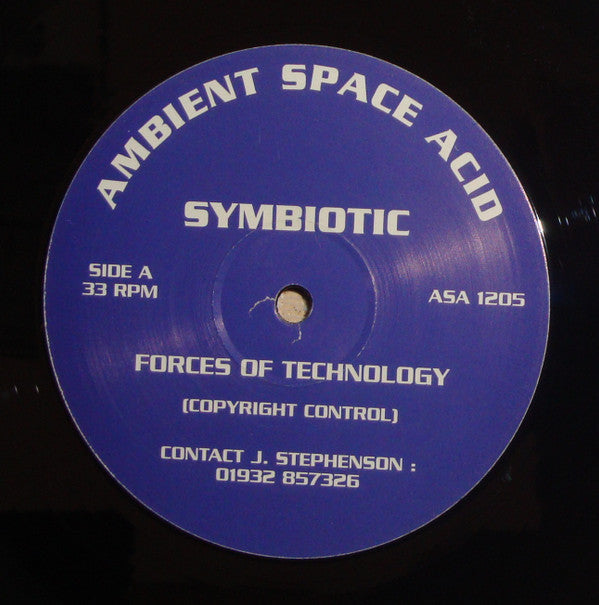 AMBIENT SPACE ACID
SYMBIOTIC
SIDE A
33 RPM
ASA 1205
FORCES OF TECHNOLOGY
(COPYRIGHT CONTROL)
CONTACT J. STEPHENSON :
01932 857326